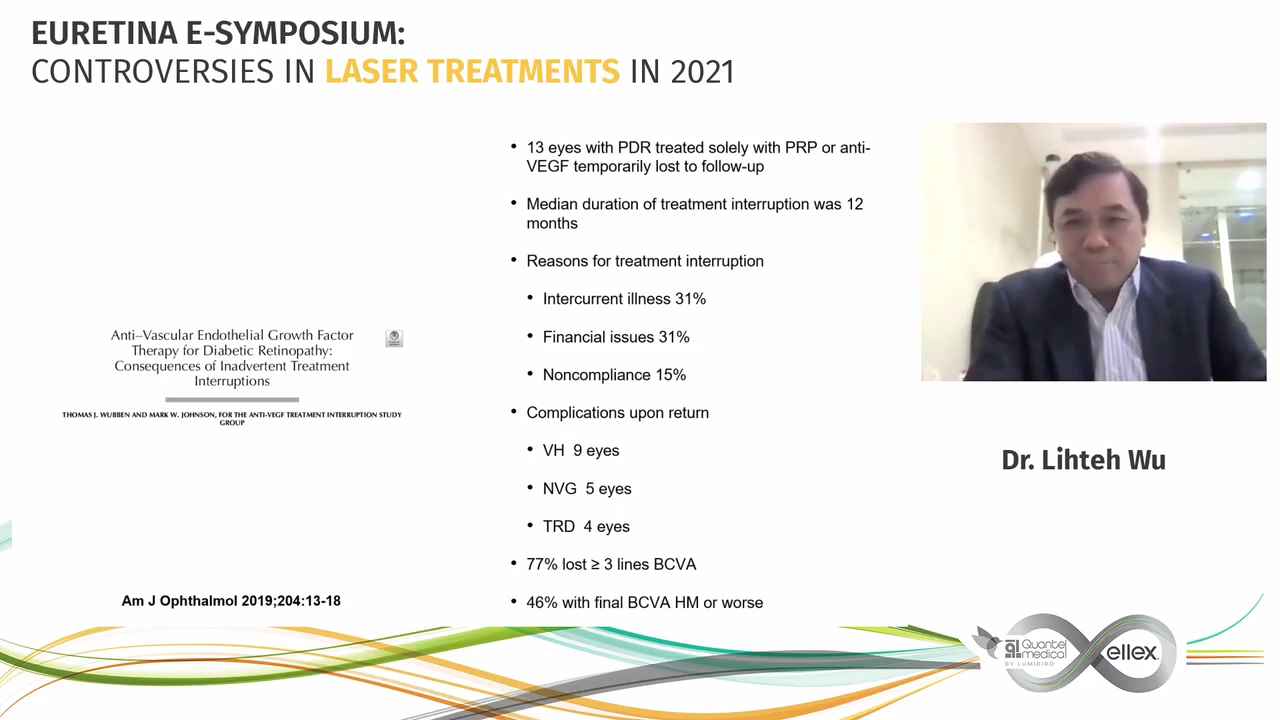 EURETINA E-SYMPOSIUM:
CONTROVERSIES IN LASER TREATMENTS IN 2021
Anti–Vascular Endothelial Growth Factor
Therapy for Diabetic Retinopathy:
Consequences of Inadvertent Treatment
Interruptions
THOMAS J. WUBBEN AND MARK W. JOHNSON, FOR THE ANTI-VEGF TREATMENT INTERRUPTION STUDY
GROUP
Am J Ophthalmol 2019;204:13-18
• 13 eyes with PDR treated solely with PRP or anti-
VEGF temporarily lost to follow-up
• Median duration of treatment interruption was 12
months
• Reasons for treatment interruption
• Intercurrent illness 31%
• Financial issues 31%
• Noncompliance 15%
• Complications upon return
• VH 9 eyes
• NVG 5 eyes
• TRD 4 eyes
• 77% lost ≥ 3 lines BCVA
• 46% with final BCVA HM or worse
Dr. Lihteh Wu
Quantel
medical
BY LUMIBIRD
ellex